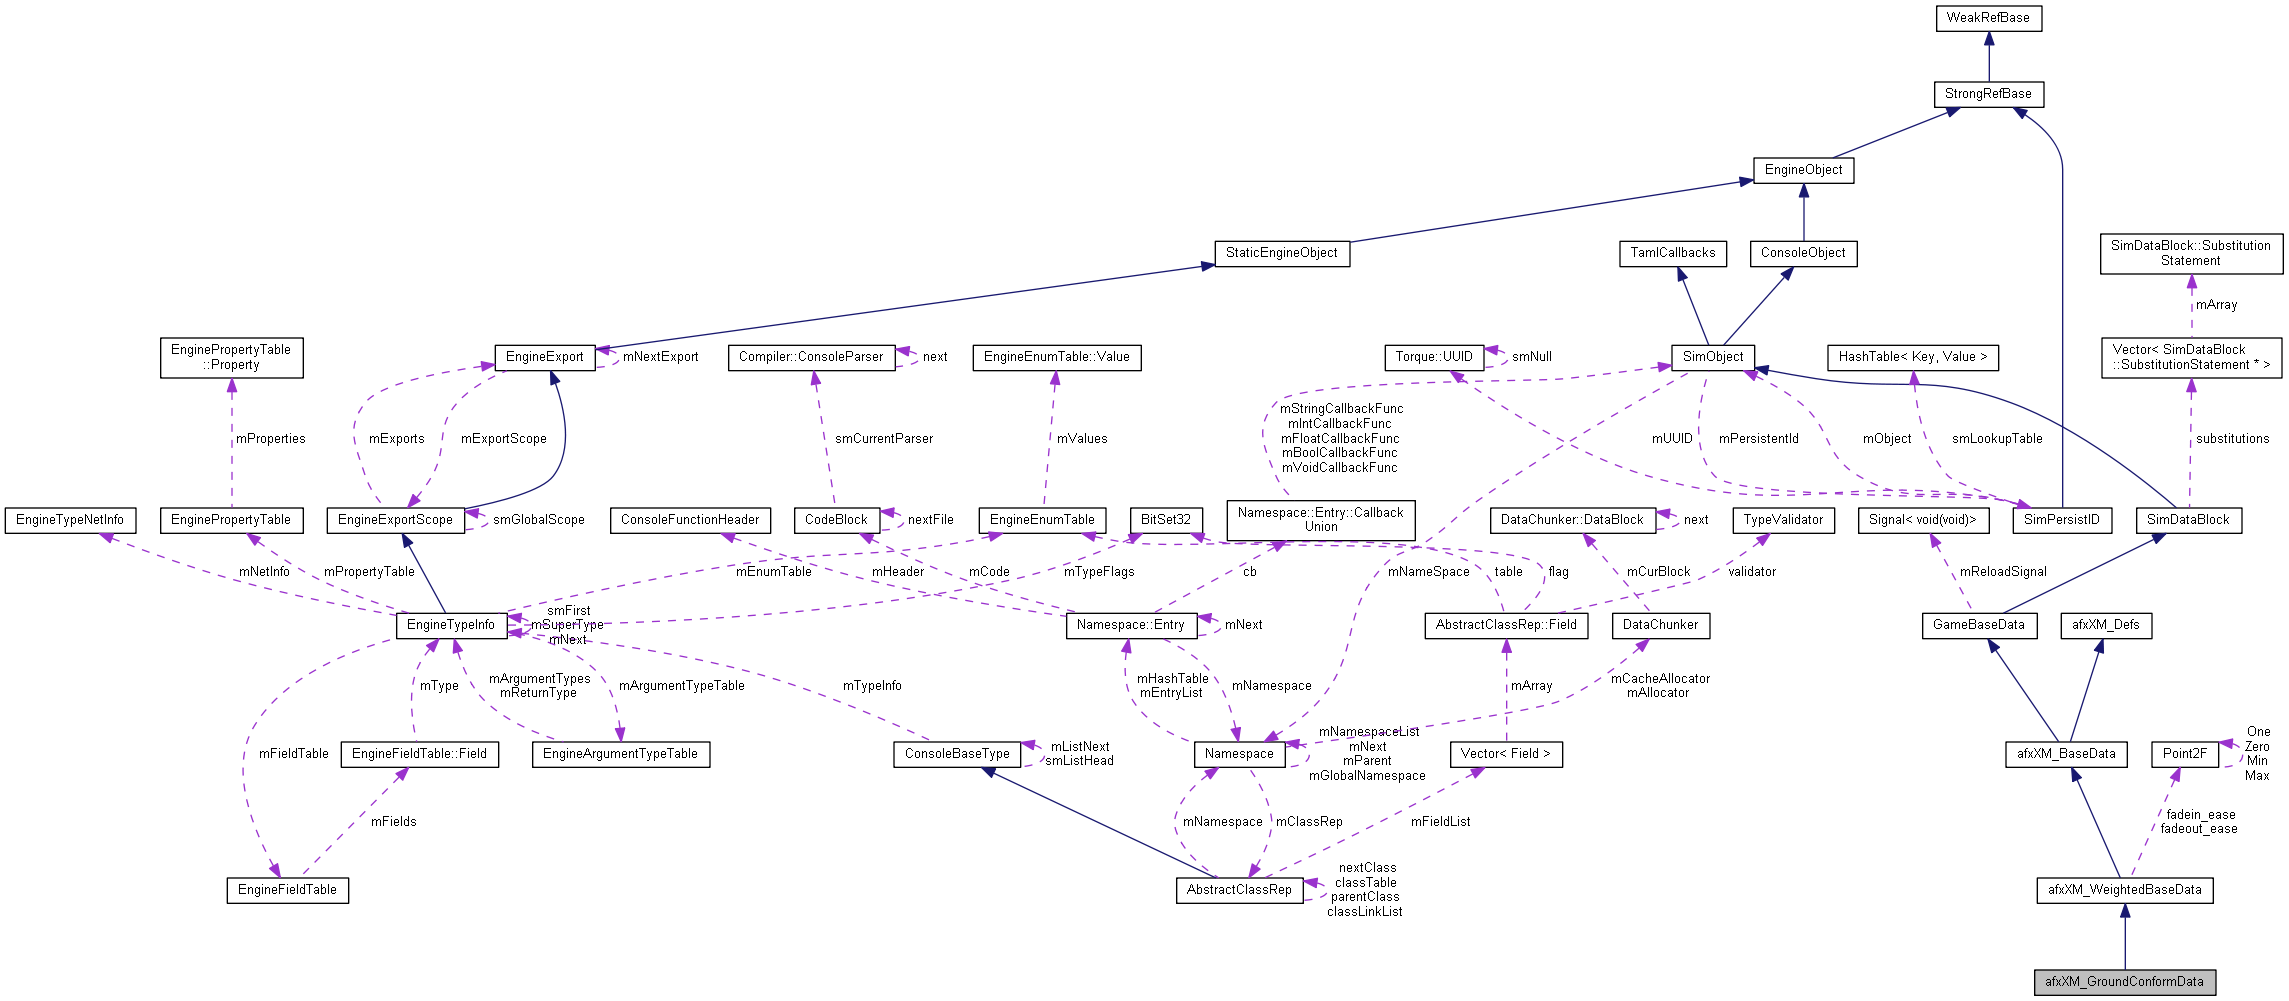 WeakRefBase
StrongRefBase
EngineObject
StaticEngineObject
TamlCallbacks
ConsoleObject
SimDataBlock::Substitution
Statement
mArray
EnginePropertyTable
::Property
EngineExport
mNextExport
Compiler::ConsoleParser
next
EngineEnumTable::Value
Torque::UUID
smNull
SimObject
HashTable< Key, Value >
Vector< SimDataBlock
::SubstitutionStatement * >
mProperties
mExports
mExportScope
smCurrentParser
mValues
mStringCallbackFunc
mIntCallbackFunc
mFloatCallbackFunc
mBoolCallbackFunc
mVoidCallbackFunc
mUUID
mPersistentId
mObject
smLookupTable
substitutions
EngineTypeNetInfo
EnginePropertyTable
EngineExportScope
smGlobalScope
ConsoleFunctionHeader
CodeBlock
nextFile
EngineEnumTable
BitSet32
Namespace::Entry::Callback
Union
DataChunker::DataBlock
next
TypeValidator
Signal< void(void)>
SimPersistID
SimDataBlock
mNetInfo
mPropertyTable
mEnumTable
mHeader
mCode
mTypeFlags
cb
mNameSpace
table
flag
mCurBlock
validator
mReloadSignal
EngineTypeInfo
smFirst
mSuperType
mNext
Namespace::Entry
mNext
AbstractClassRep::Field
DataChunker
GameBaseData
afxXM_Defs
mFieldTable
mType
mArgumentTypes
mReturnType
mArgumentTypeTable
mTypeInfo
mHashTable
mEntryList
mNamespace
mArray
mCacheAllocator
mAllocator
EngineFieldTable::Field
EngineArgumentTypeTable
ConsoleBaseType
mListNext
smListHead
Namespace
mNamespaceList
mNext
mParent
mGlobalNamespace
Vector< Field >
afxXM_BaseData
Point2F
One
Zero
Min
Max
mFields
mNamespace
mClassRep
mFieldList
fadein_ease
fadeout_ease
EngineFieldTable
AbstractClassRep
nextClass
classTable
parentClass
classLinkList
afxXM_WeightedBaseData
afxXM_GroundConformData